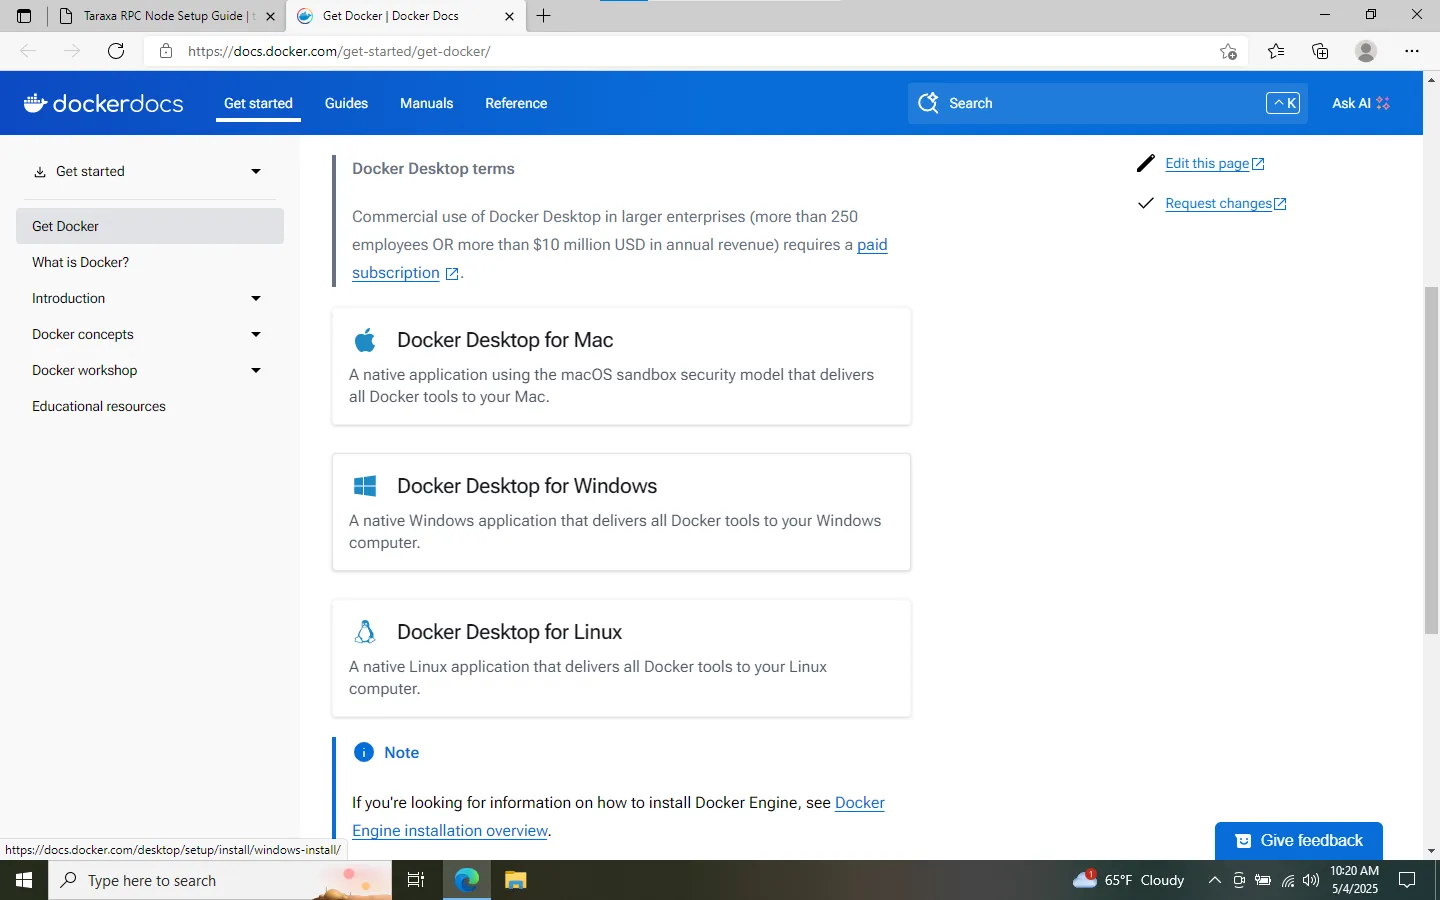 Taraxa RPC Node Setup Guide | t
Get Docker | Docker Docs
https://docs.docker.com/get-started/get-docker/
dockerdocs
Get started
Guides
Manuals
Reference
Search
^ K
Ask AI
Get started
Get Docker
What is Docker?
Introduction
Docker concepts
Docker workshop
Educational resources
Docker Desktop terms
Commercial use of Docker Desktop in larger enterprises (more than 250
employees OR more than $10 million USD in annual revenue) requires a paid
subscription .
Docker Desktop for Mac
A native application using the macOS sandbox security model that delivers
all Docker tools to your Mac.
Docker Desktop for Windows
A native Windows application that delivers all Docker tools to your Windows
computer.
Docker Desktop for Linux
A native Linux application that delivers all Docker tools to your Linux
computer.
Note
If you're looking for information on how to install Docker Engine, see Docker
Engine installation overview.
Edit this page
Request changes
Give feedback
https://docs.docker.com/desktop/setup/install/windows-install/
Type here to search
1
65°F Cloudy
10:20 AM
5/4/2025